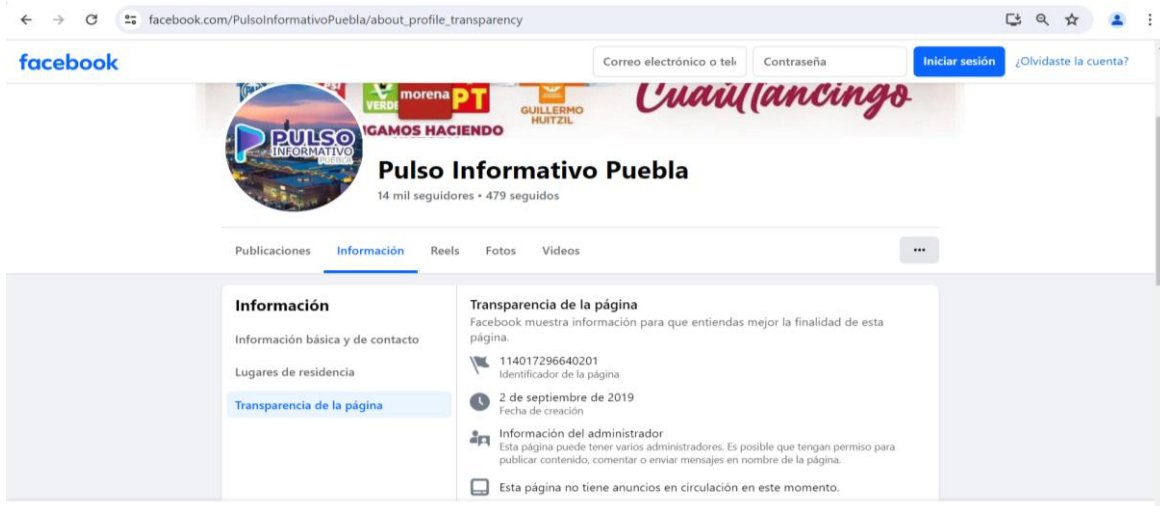 facebook.com/PulsoInformativoPuebla/about_profile_transparency
facebook
Correo electrónico o tel
Contraseña
Iniciar sesión
¿Olvidaste la cuenta?
VERDE
morena
PT
GUILLERMO
HUITZIL
Cuautlancingo
IGAMOS HACIENDO
PULSO
INFORMATIVO
PUEBLA
Pulso Informativo Puebla
14 mil seguidores • 479 seguidos
Publicaciones
Información
Reels
Fotos
Videos
Información
Información básica y de contacto
Lugares de residencia
Transparencia de la página
Transparencia de la página
Facebook muestra información para que entiendas mejor la finalidad de esta
página.
114017296640201
Identificador de la página
2 de septiembre de 2019
Fecha de creación
Información del administrador
Esta página puede tener varios administradores. Es posible que tengan permiso para
publicar contenido, comentar o enviar mensajes en nombre de la página.
Esta página no tiene anuncios en circulación en este momento.